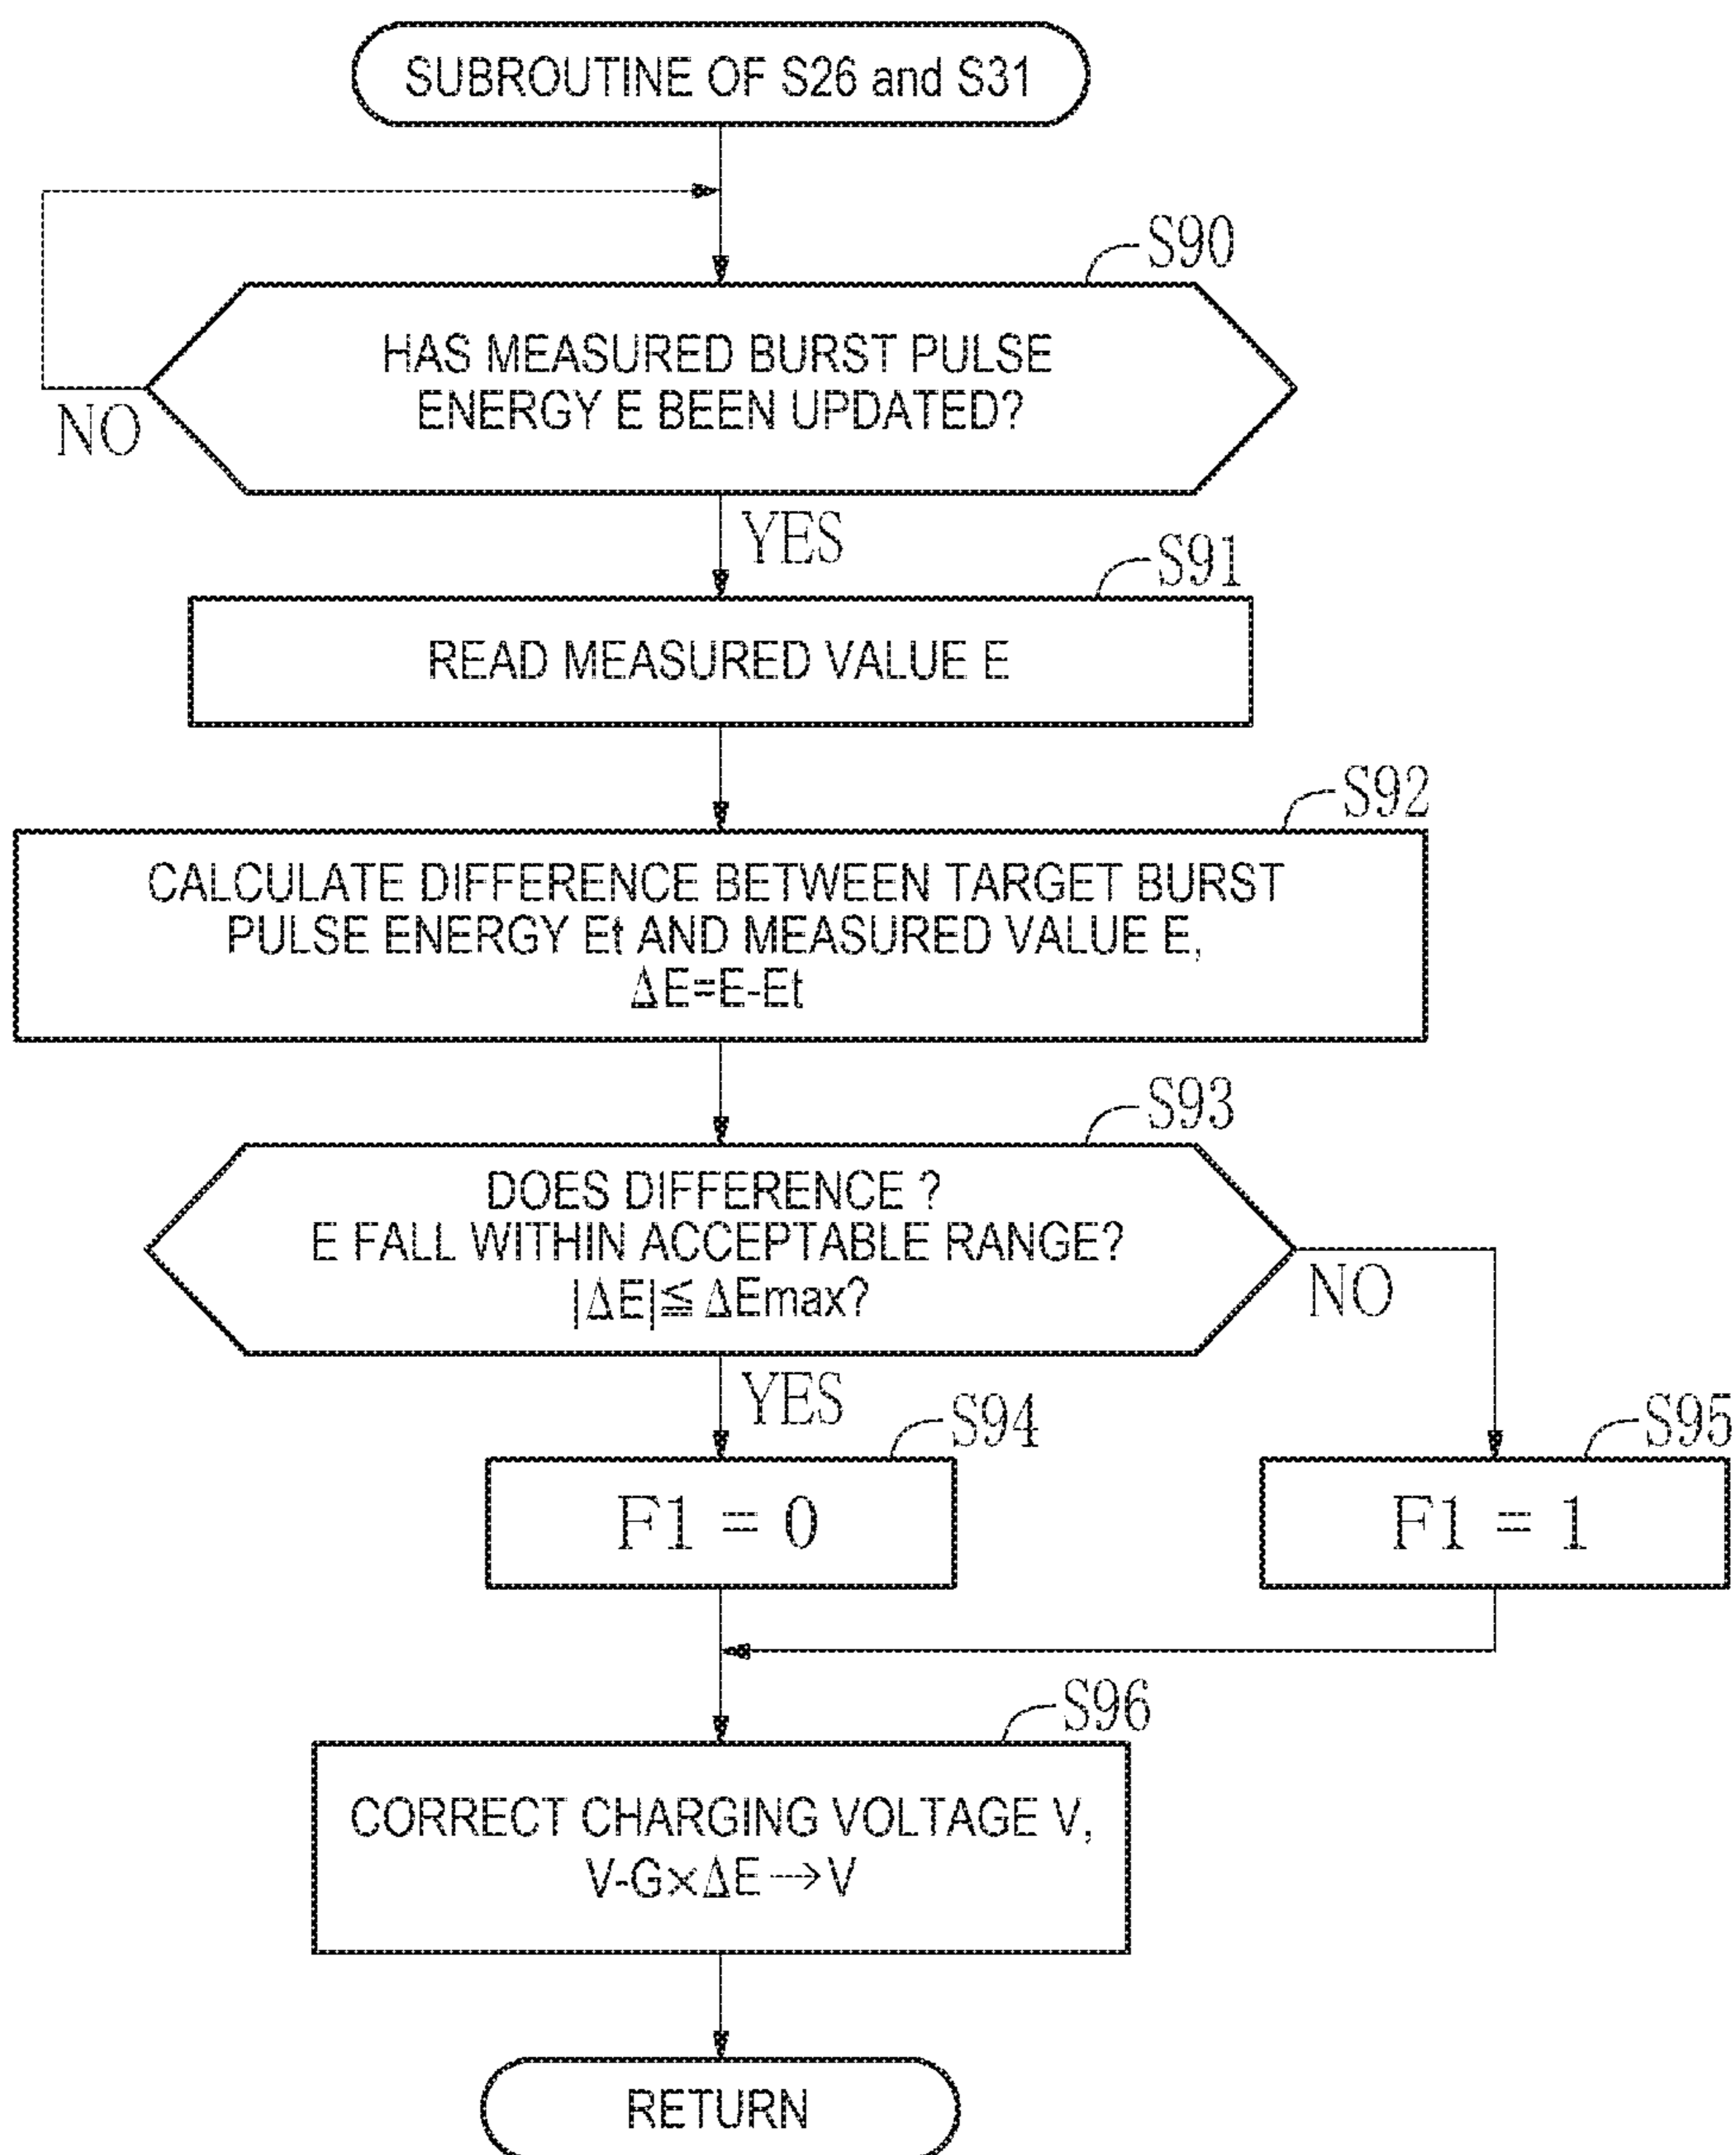 SUBROUTINE OF S26 and S31
S90
HAS MEASURED BURST PULSE
ENERGY E BEEN UPDATED?
NO
YES
S91
READ MEASURED VALUE E
S92
CALCULATE DIFFERENCE BETWEEN TARGET BURST
PULSE ENERGY Et AND MEASURED VALUE E,
ΔE=E-Et
S93
DOES DIFFERENCE ?
E FALL WITHIN ACCEPTABLE RANGE?
|ΔE|≦ΔEmax?
NO
YES
S94
S95
F1 = 0
F1 = 1
S96
CORRECT CHARGING VOLTAGE V,
V-G×ΔE→V
RETURN